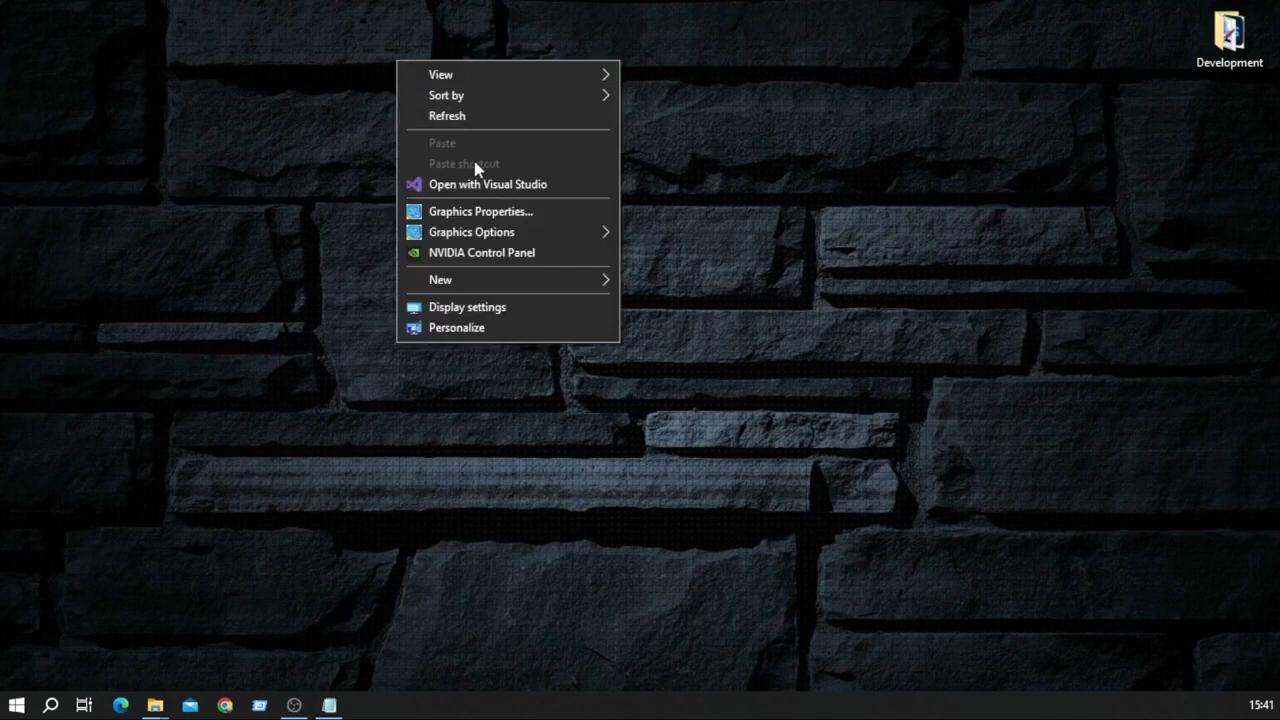 Development
View
Sort by
Refresh
Paste
Paste shortcut
Open with Visual Studio
Graphics Properties...
Graphics Options
NVIDIA Control Panel
New
Display settings
Personalize
15:41